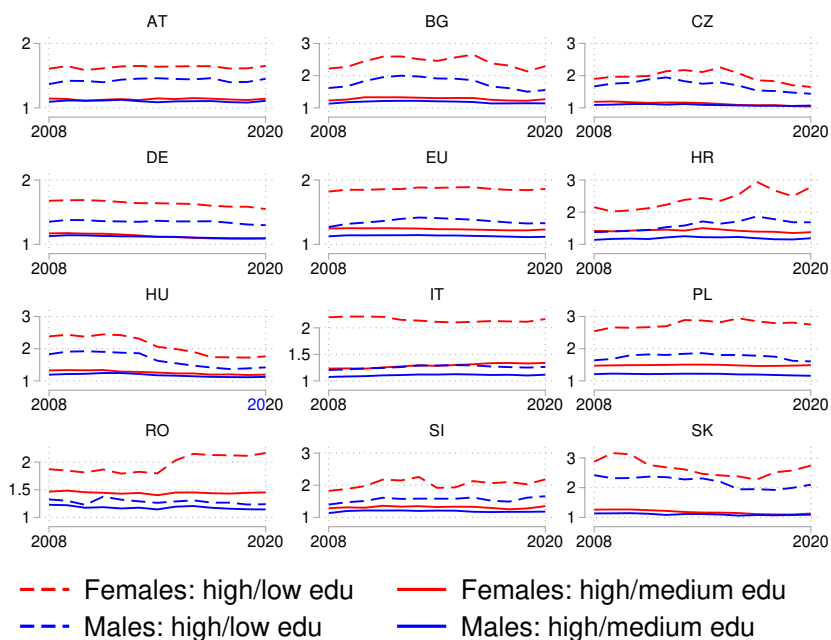 AT BG CZ
2 3 2
2
1 1 1
2008 2020 2008 2020 2008 2020
DE EU HR
2 2 3
2
1 1 1
2008 2020 2008 2020 2008 2020
HU IT PL
3 2 3
2 1.5 2
1 1 1
2008 2020 2008 2020 2008 2020
RO SI SK
2 3 3
1.5 2 2
1 1 1
2008 2020 2008 2020 2008 2020
Females: high/low edu Females: high/medium edu
Males: high/low edu Males: high/medium edu